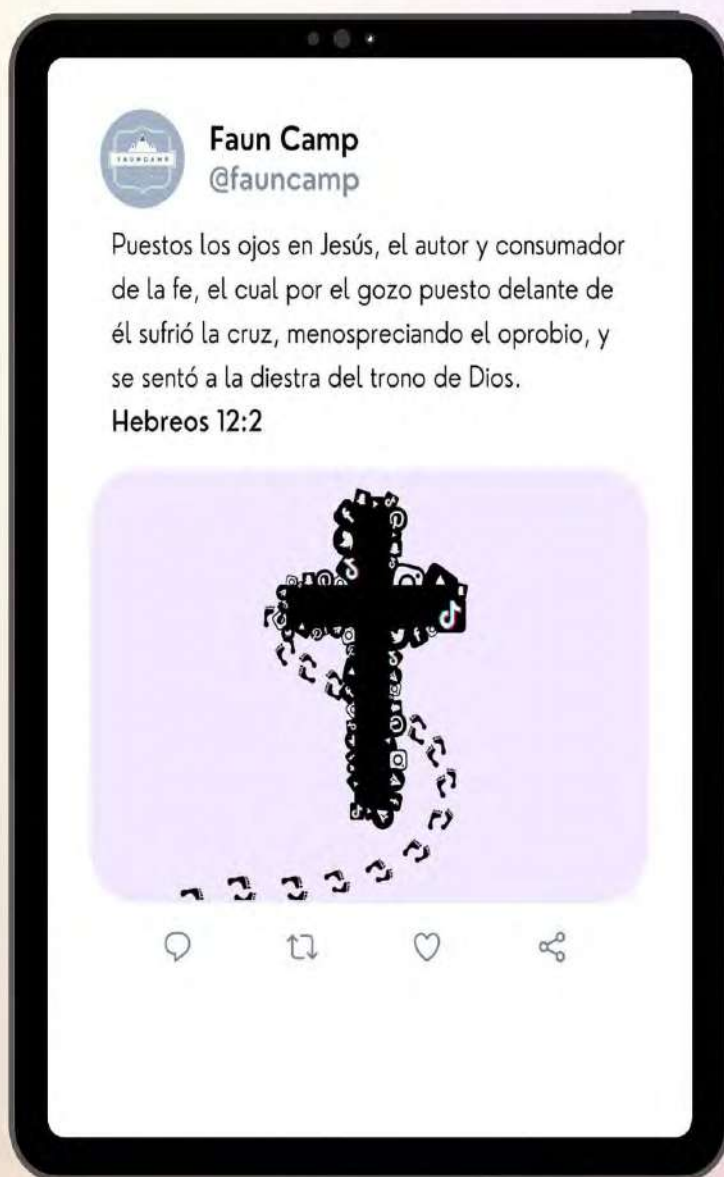 FAUNCAMP
Faun Camp
@fauncamp
Puestos los ojos en Jesús, el autor y consumador
de la fe, el cual por el gozo puesto delante de
él sufrió la cruz, menospreciando el oprobio, y
se sentó a la diestra del trono de Dios.
Hebreos 12:2